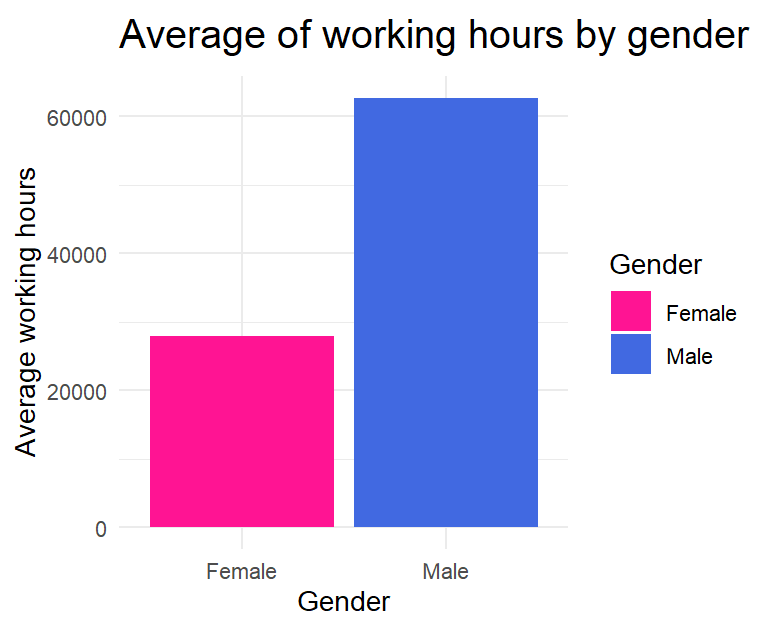 Average of working hours by gender
Average working hours
60000
40000
20000
0
Female
Male
Gender
Gender
Female
Male